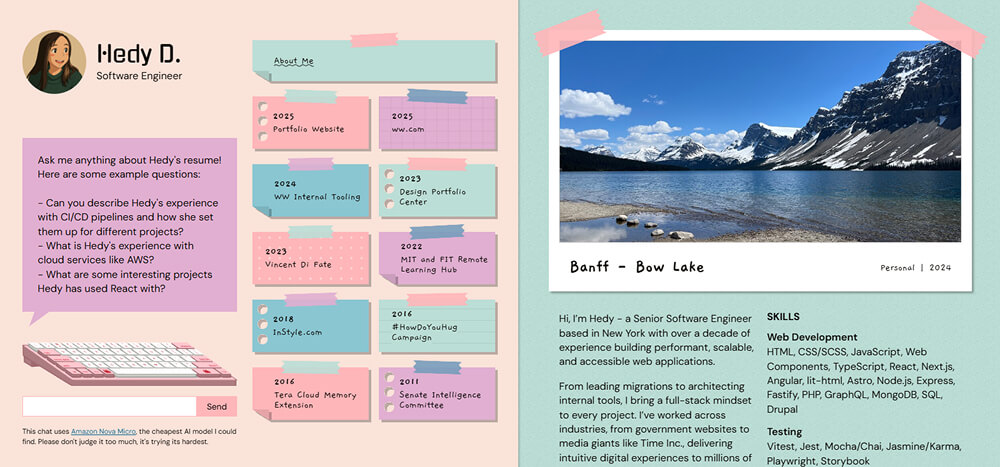 Hedy D.
Software Engineer
Ask me anything about Hedy's resume!
Here are some example questions:
- Can you describe Hedy's experience
with CI/CD pipelines and how she set
them up for different projects?
- What is Hedy's experience with
cloud services like AWS?
- What are some interesting projects
Hedy has used React with?
Send
This chat uses Amazon Nova Micro, the cheapest AI model I could
find. Please don't judge it too much, it's trying its hardest.
About Me
2025
Portfolio Website
2025
ww.com
2024
WW Internal Tooling
2023
Design Portfolio
Center
2023
Vincent Di Fate
2022
MIT and FIT Remote
Learning Hub
2018
InStyle.com
2016
#HowDoYouHug
Campaign
2016
Tera Cloud Memory
Extension
2011
Senate Intelligence
Committee
Banff - Bow Lake
Personal | 2024
Hi, I'm Hedy - a Senior Software Engineer
based in New York with over a decade of
experience building performant, scalable,
and accessible web applications.
From leading migrations to architecting
internal tools, I bring a full-stack mindset
to every project. I've worked across
industries, from government websites to
media giants like Time Inc., delivering
intuitive digital experiences to millions of
SKILLS
Web Development
HTML, CSS/SCSS, JavaScript, Web
Components, TypeScript, React, Next.js,
Angular, lit-html, Astro, Node.js, Express,
Fastify, PHP, GraphQL, MongoDB, SQL,
Drupal
Testing
Vitest, Jest, Mocha/Chai, Jasmine/Karma,
Playwright, Storybook